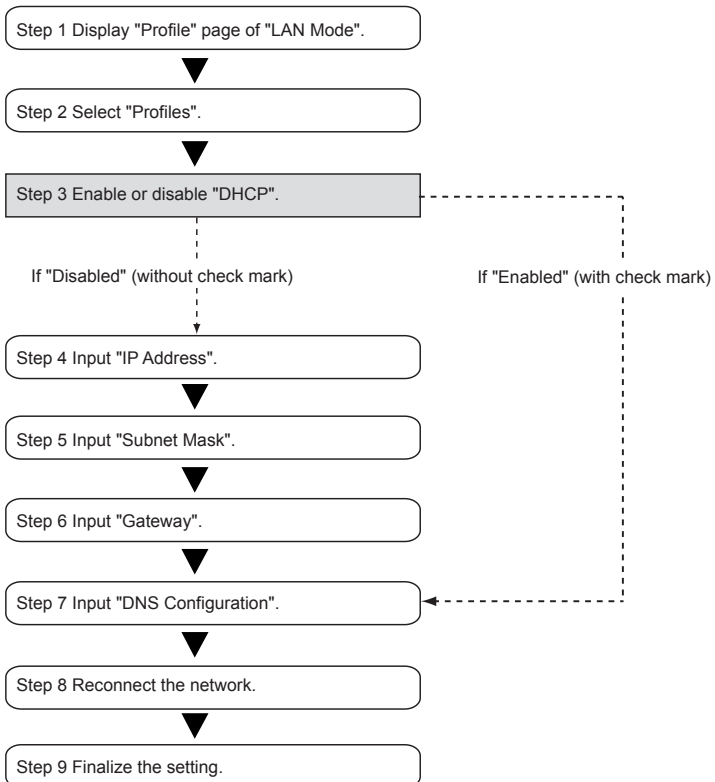 Step 1 Display "Profile" page of "LAN Mode".
Step 2 Select "Profiles".
Step 3 Enable or disable "DHCP".
If "Disabled" (without check mark)
If "Enabled" (with check mark)
Step 4 Input "IP Address".
Step 5 Input "Subnet Mask".
Step 6 Input "Gateway".
Step 7 Input "DNS Configuration".
Step 8 Reconnect the network.
Step 9 Finalize the setting.